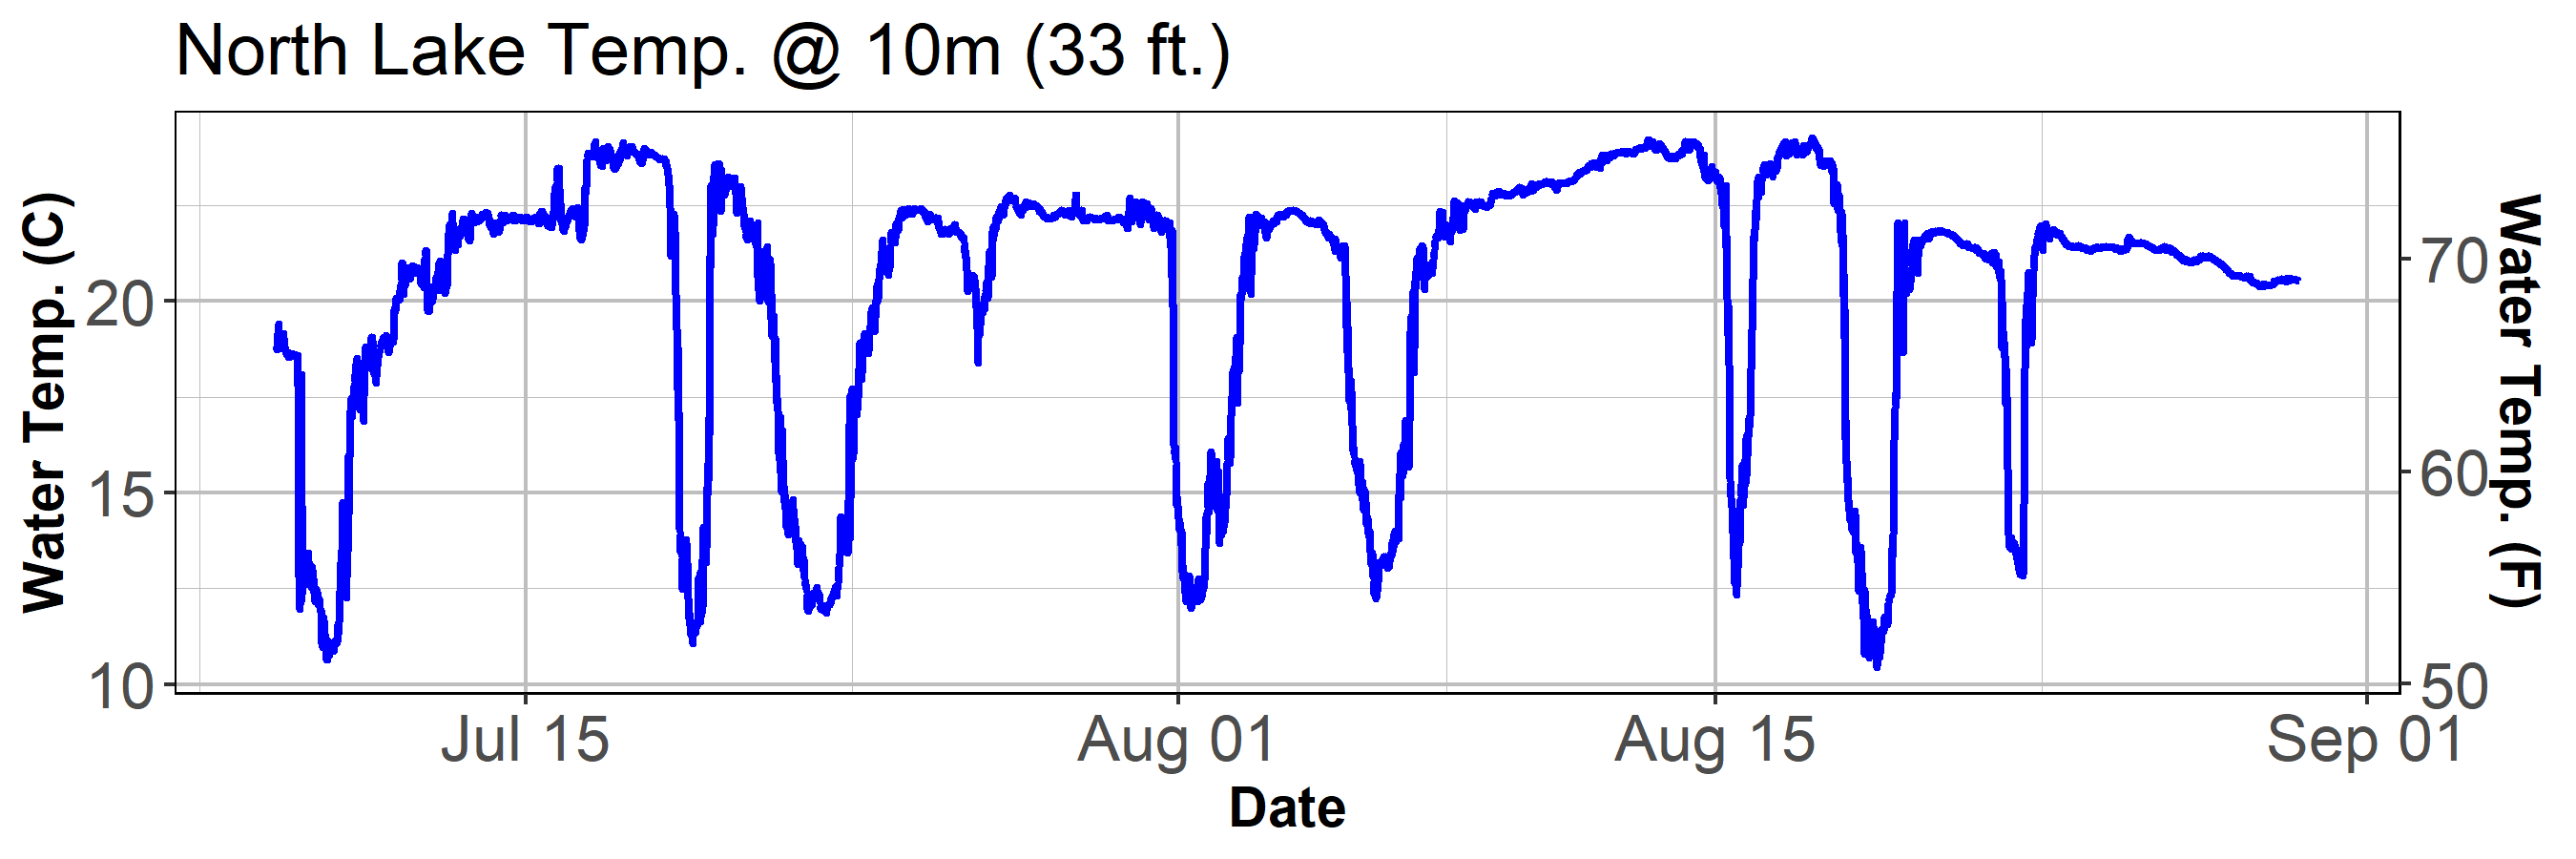 North Lake Temp. @ 10m (33 ft.)
Water Temp. (C)
20
15
10
70
60
50
Water Temp. (F)
Jul 15
Aug 01
Aug 15
Sep 01
Date